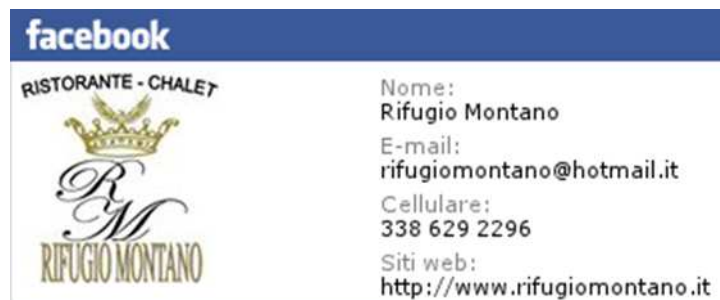 facebook
RISTORANTE - CHALET
RM
RIFUGIO MONTANO
Nome:
Rifugio Montano
E-mail:
rifugiomontano@hotmail.it
Cellulare:
338 629 2296
Siti web:
http://www.rifugiomontano.it